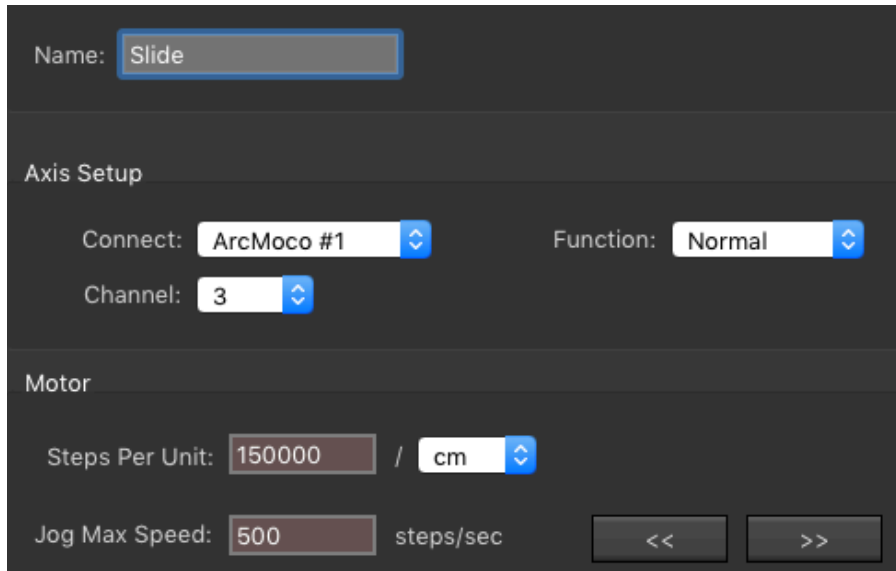 Name: Slide
Axis Setup
Connect: ArcMoco #1 Function: Normal
Channel: 3
Motor
Steps Per Unit: 150000 / cm
Jog Max Speed: 500 steps/sec << >>